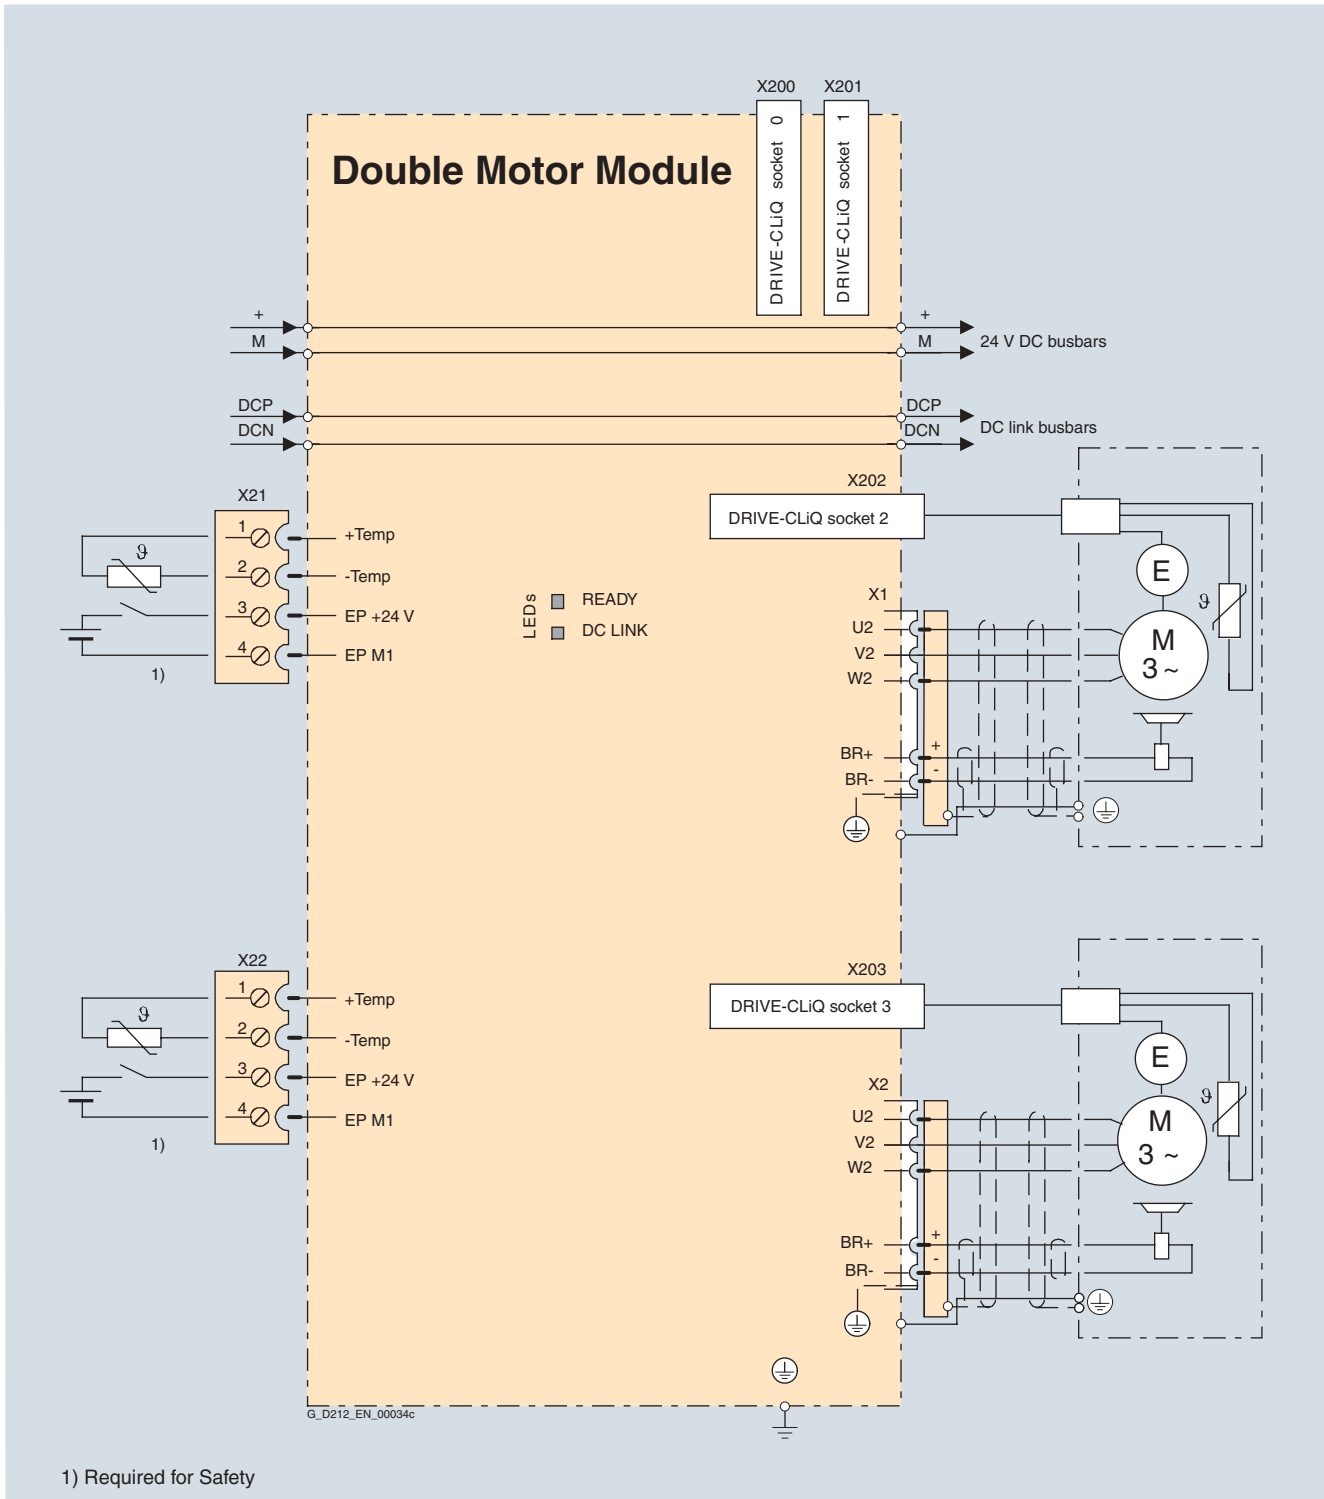 X200 X201
DRIVE-CLiQ socket 0
DRIVE-CLiQ socket 1
Double Motor Module
+ +
M M 24 V DC busbars
DCP DCP
DCN DCN DC link busbars
X21 X202
DRIVE-CLiQ socket 2
1 +Temp
ϑ
2 -Temp
3 EP +24 V
4 EP M1
1)
LEDs
READY
DC LINK
E
ϑ
M
3 ~
X1
U2
V2
W2
BR+ +
BR- -
X22 X203
DRIVE-CLiQ socket 3
1 +Temp
ϑ
2 -Temp
3 EP +24 V
4 EP M1
1)
E
ϑ
M
3 ~
X2
U2
V2
W2
BR+ +
BR- -
G_D212_EN_00034c
1) Required for Safety